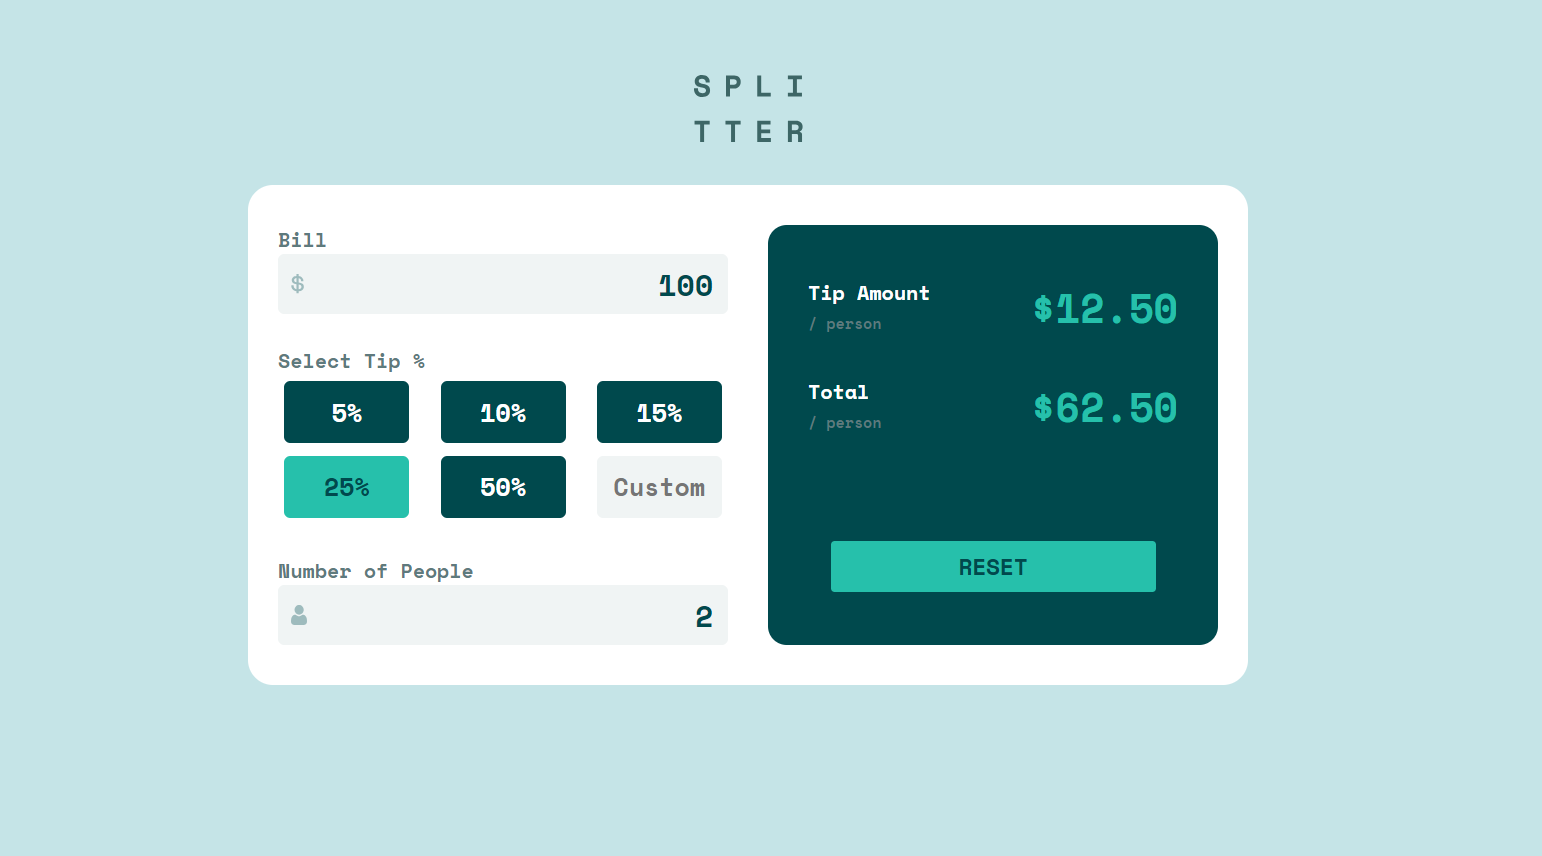 SPLI
TTER
Bill
$ 100
Select Tip %
5% 10% 15%
25% 50% Custom
Number of People
2
Tip Amount
/ person
$12.50
Total
/ person
$62.50
RESET